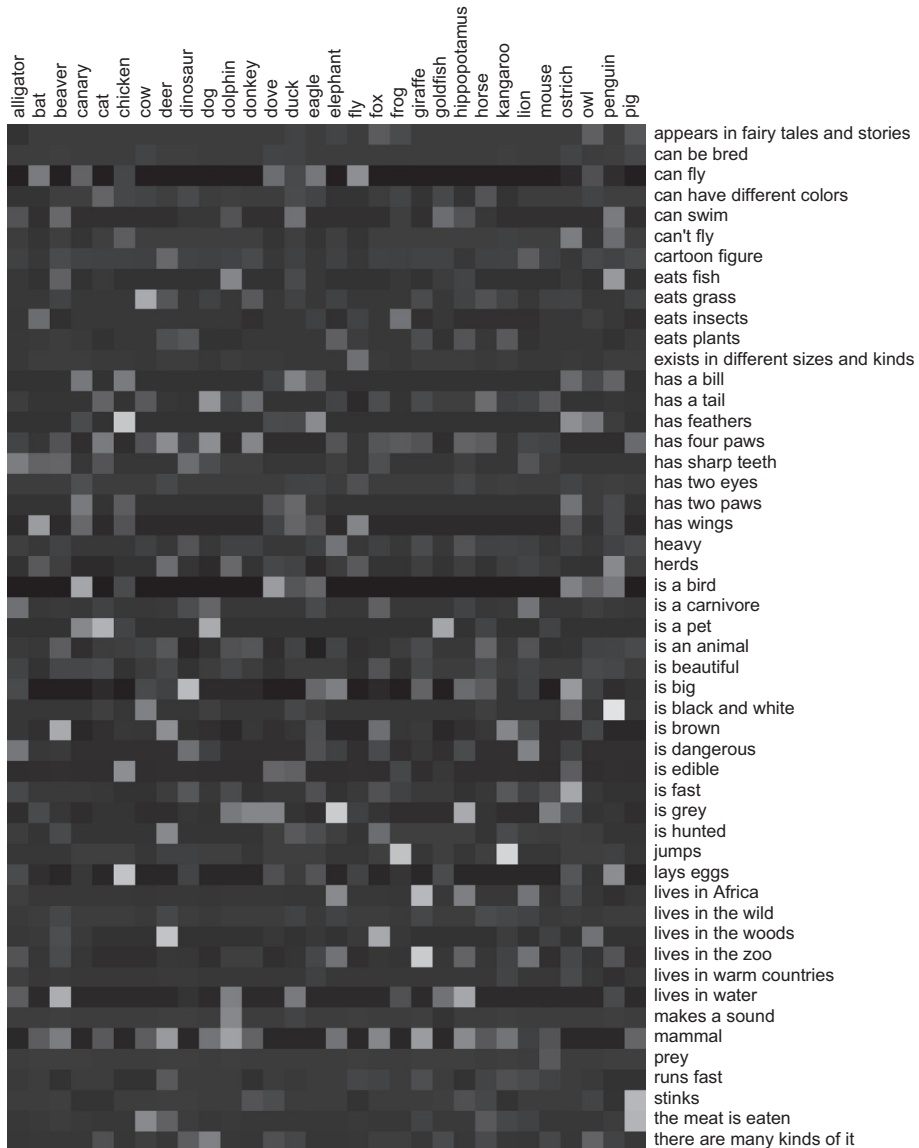 alligator
bat
beaver
canary
cat
chicken
cow
deer
dinosaur
dog
dolphin
donkey
dove
duck
eagle
elephant
fly
fox
frog
giraffe
goldfish
hippopotamus
horse
kangaroo
lion
mouse
ostrich
owl
penguin
pig
appears in fairy tales and stories
can be bred
can fly
can have different colors
can swim
can't fly
cartoon figure
eats fish
eats grass
eats insects
eats plants
exists in different sizes and kinds
has a bill
has a tail
has feathers
has four paws
has sharp teeth
has two eyes
has two paws
has wings
heavy
herds
is a bird
is a carnivore
is a pet
is an animal
is beautiful
is big
is black and white
is brown
is dangerous
is edible
is fast
is grey
is hunted
jumps
lays eggs
lives in Africa
lives in the wild
lives in the woods
lives in the zoo
lives in warm countries
lives in water
makes a sound
mammal
prey
runs fast
stinks
the meat is eaten
there are many kinds of it